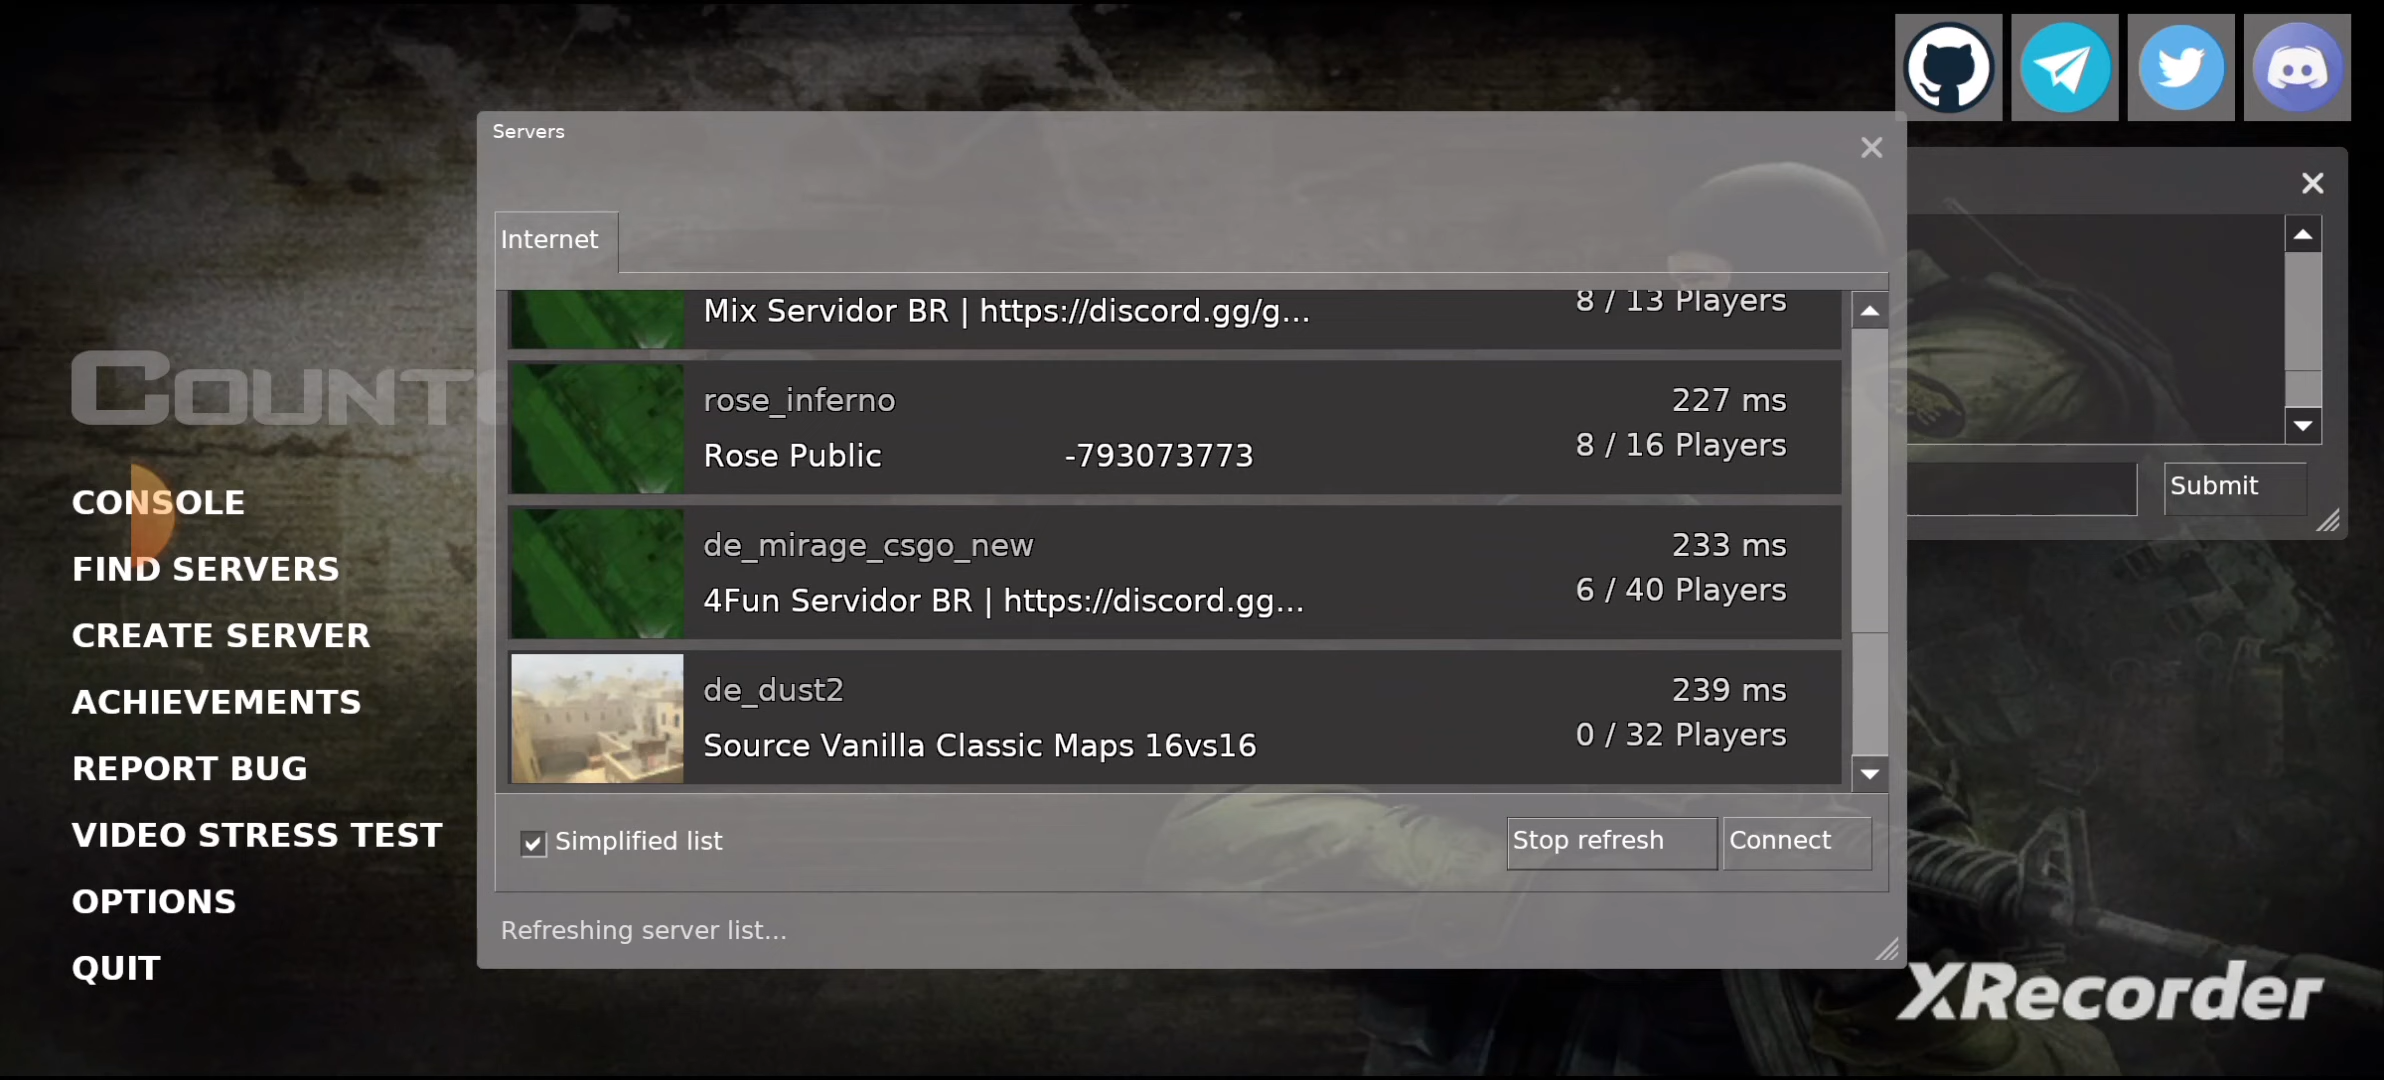 Servers
Internet
Mix Servidor BR | https://discord.gg/g...
8 / 13 Players
rose_inferno
227 ms
Rose Public -793073773
8 / 16 Players
de_mirage_csgo_new
233 ms
4Fun Servidor BR | https://discord.gg...
6 / 40 Players
de_dust2
239 ms
Source Vanilla Classic Maps 16vs16
0 / 32 Players
Simplified list
Stop refresh
Connect
Refreshing server list...
Submit
COUNT
CONSOLE
FIND SERVERS
CREATE SERVER
ACHIEVEMENTS
REPORT BUG
VIDEO STRESS TEST
OPTIONS
QUIT
XRecorder